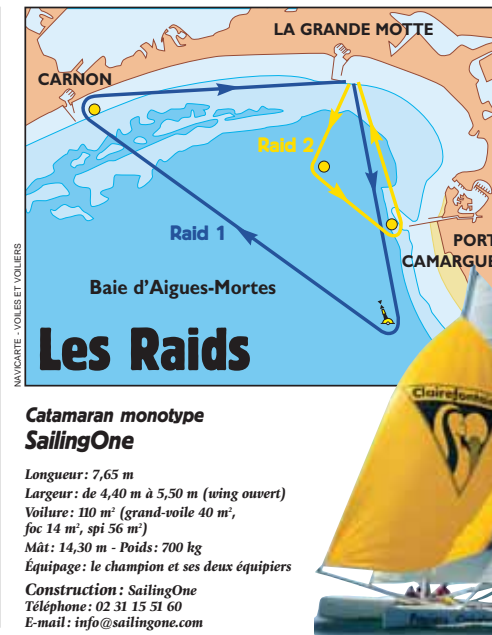 LA GRANDE MOTTE
CARNON
Raid 2
Raid 1
PORT
CAMARGUE
Baie d'Aigues-Mortes
NAVICARTE - VOILES ET VOILIERS
Les Raids
Clairefontaine
Catamaran monotype
SailingOne
Longueur : 7,65 m
Largeur : de 4,40 m à 5,50 m (wing ouvert)
Voilure : 110 m² (grand-voile 40 m²,
foc 14 m², spi 56 m²)
Mât : 14,30 m - Poids : 700 kg
Équipage : le champion et ses deux équipiers
Construction : SailingOne
Téléphone : 02 31 15 51 60
E-mail : info@sailingone.com